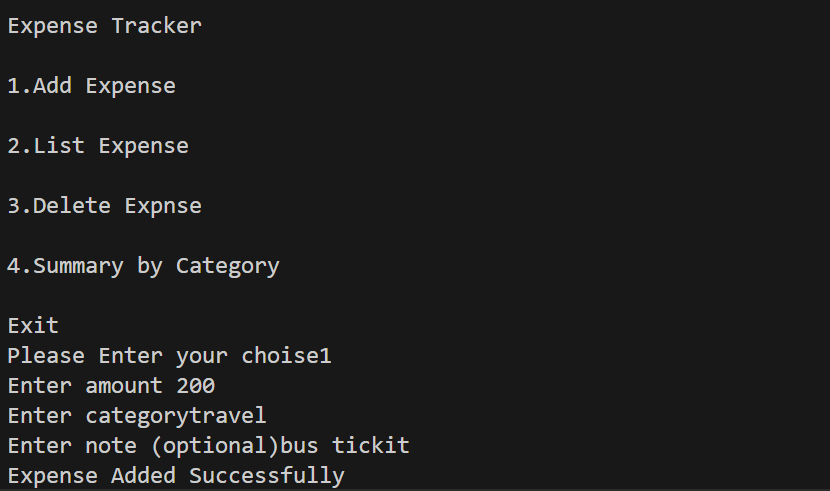 Expense Tracker
1.Add Expense
2.List Expense
3.Delete Expnse
4.Summary by Category
Exit
Please Enter your choise1
Enter amount 200
Enter categorytravel
Enter note (optional)bus tickit
Expense Added Successfully